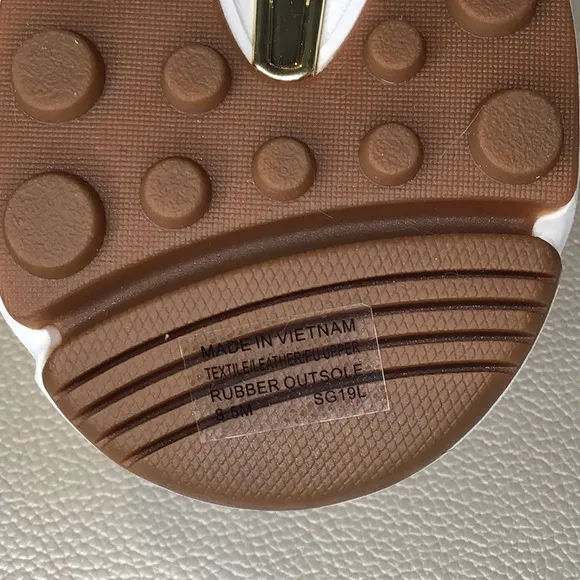 MADE IN VIETNAM
TEXTILE/LEATHER/PU UPPER
RUBBER OUTSOLE
8.5M SG19L